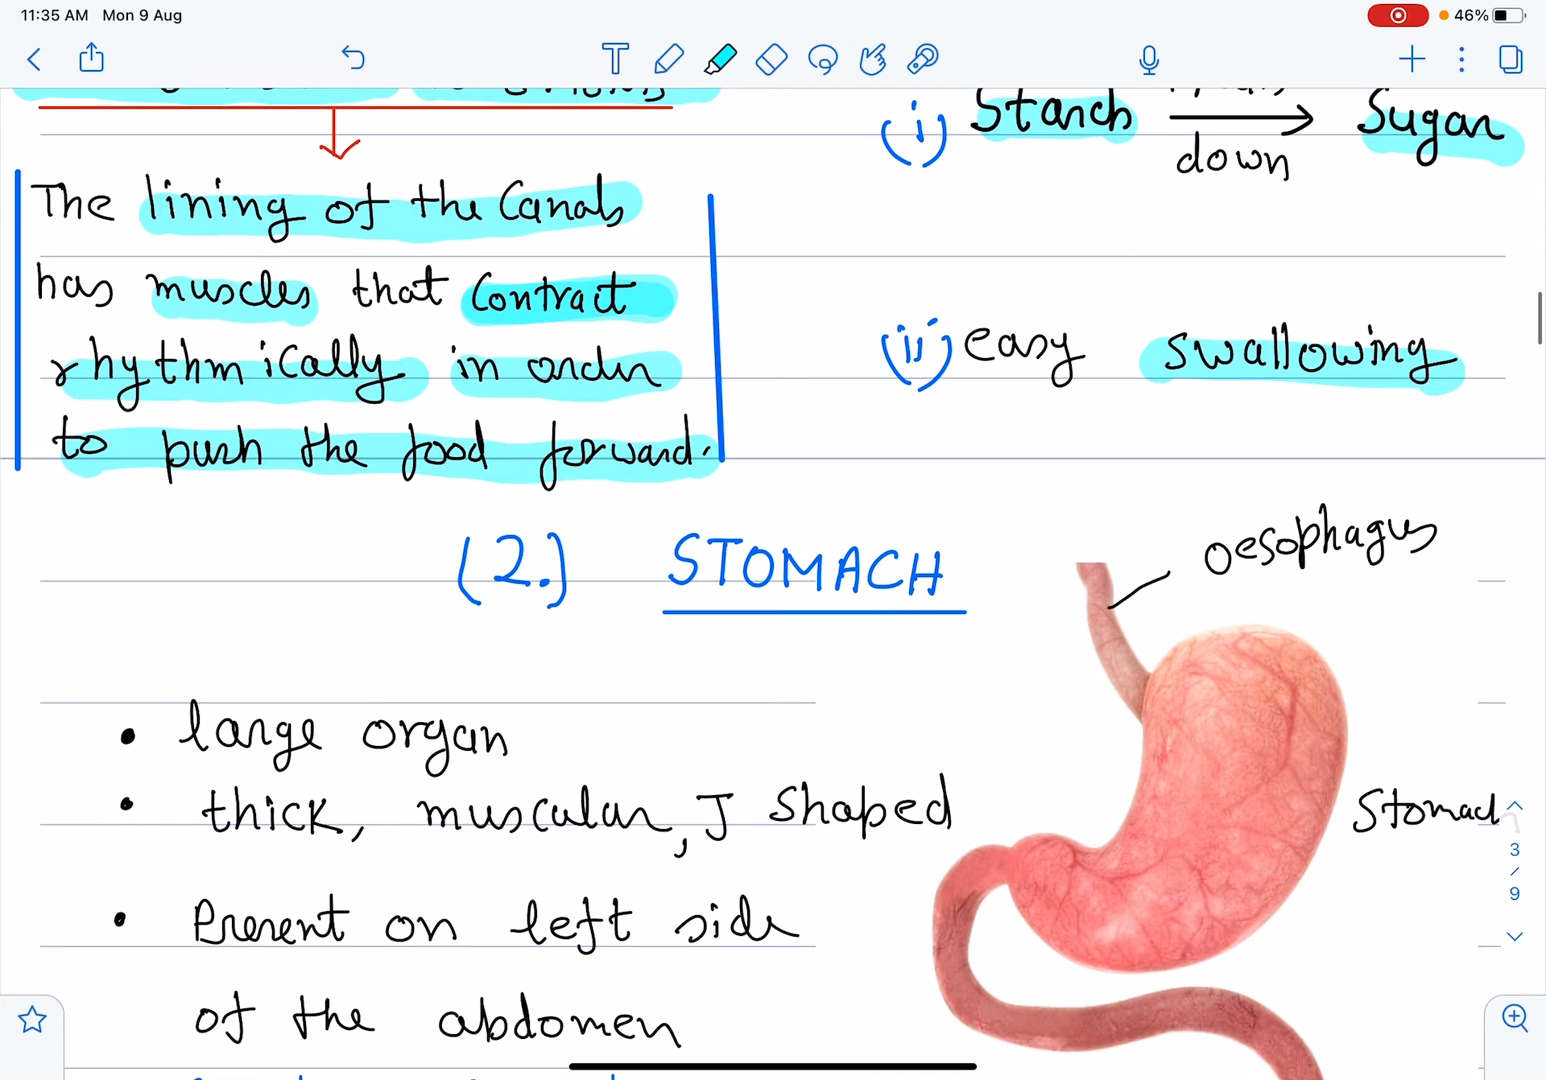 11:35 AM Mon 9 Aug
46%
(i) Starch → Sugar
down
The lining of the Canals
has muscles that Contract
rhythmically in order
to push the food forward.
(ii) easy swallowing
(2.) STOMACH
oesophagus
• large organ
• thick, muscular, J Shaped
Stomach
3
/
9
• Present on left side
of the abdomen